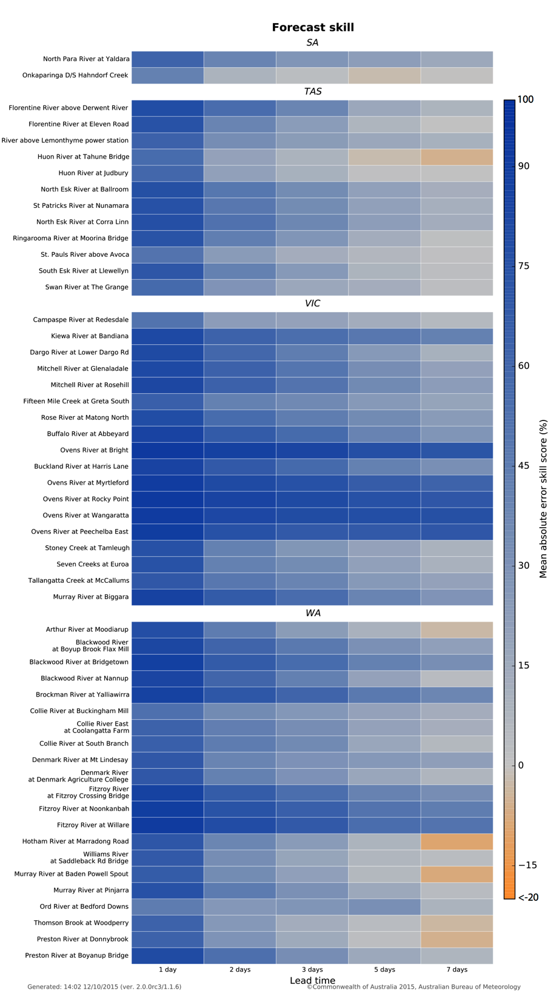 Forecast skill
SA
North Para River at Yaldara
Onkaparinga D/S Hahndorf Creek
TAS
Florentine River above Derwent River
Florentine River at Eleven Road
River above Lemonthyme power station
Huon River at Tahune Bridge
Huon River at Judbury
North Esk River at Ballroom
St Patricks River at Nunamara
North Esk River at Corra Linn
Ringarooma River at Moorina Bridge
St. Pauls River above Avoca
South Esk River at Llewellyn
Swan River at The Grange
VIC
Campaspe River at Redesdale
Kiewa River at Bandiana
Dargo River at Lower Dargo Rd
Mitchell River at Glenaladale
Mitchell River at Rosehill
Fifteen Mile Creek at Greta South
Rose River at Matong North
Buffalo River at Abbeyard
Ovens River at Bright
Buckland River at Harris Lane
Ovens River at Myrtleford
Ovens River at Rocky Point
Ovens River at Wangaratta
Ovens River at Peechelba East
Stoney Creek at Tamleugh
Seven Creeks at Euroa
Tallangatta Creek at McCallums
Murray River at Biggara
WA
Arthur River at Moodiarup
Blackwood River
at Boyup Brook Flax Mill
Blackwood River at Bridgetown
Blackwood River at Nannup
Brockman River at Yalliawirra
Collie River at Buckingham Mill
Collie River East
at Coolangatta Farm
Collie River at South Branch
Denmark River at Mt Lindesay
Denmark River
at Denmark Agriculture College
Fitzroy River
at Fitzroy Crossing Bridge
Fitzroy River at Noonkanbah
Fitzroy River at Willare
Hotham River at Marradong Road
Williams River
at Saddleback Rd Bridge
Murray River at Baden Powell Spout
Murray River at Pinjarra
Ord River at Bedford Downs
Thomson Brook at Woodperry
Preston River at Donnybrook
Preston River at Boyanup Bridge
1 day 2 days 3 days 5 days 7 days
Lead time
100
90
75
60
45
30
15
0
−15
<-20
Mean absolute error skill score (%)
Generated: 14:02 12/10/2015 (ver. 2.0.0rc3/1.1.6)
©Commonwealth of Australia 2015, Australian Bureau of Meteorology